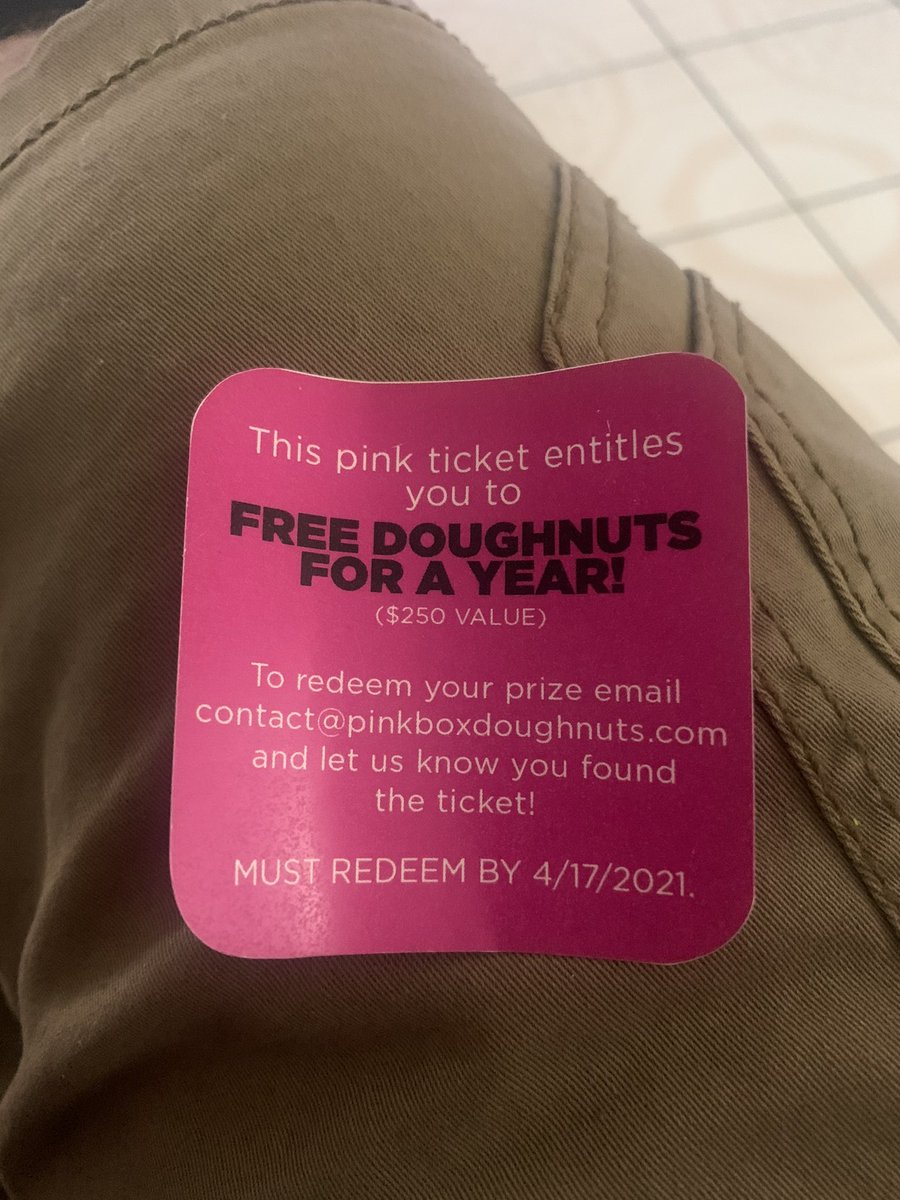 This pink ticket entitles
you to
FREE DOUGHNUTS
FOR A YEAR!
($250 VALUE)
To redeem your prize email
contact@pinkboxdoughnuts.com
and let us know you found
the ticket!
MUST REDEEM BY 4/17/2021.